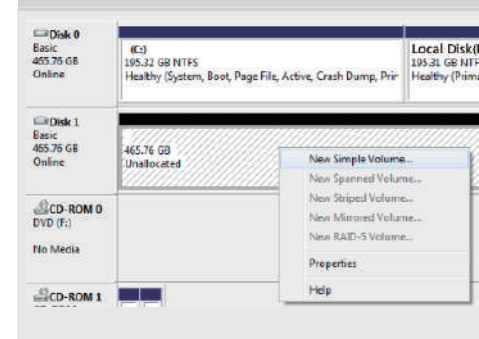 Disk 0
Basic
465.76 GB
Online
(C:)
195.32 GB NTFS
Healthy (System, Boot, Page File, Active, Crash Dump, Prir
Local Disk(
195.31 GB NTF
Healthy (Prima
Disk 1
Basic
465.76 GB
Online
465.76 GB
Unallocated
New Simple Volume...
New Spanned Volume...
New Striped Volume...
New Mirrored Volume...
New RAID-5 Volume...
Properties
Help
CD-ROM 0
DVD (F:)
No Media
CD-ROM 1